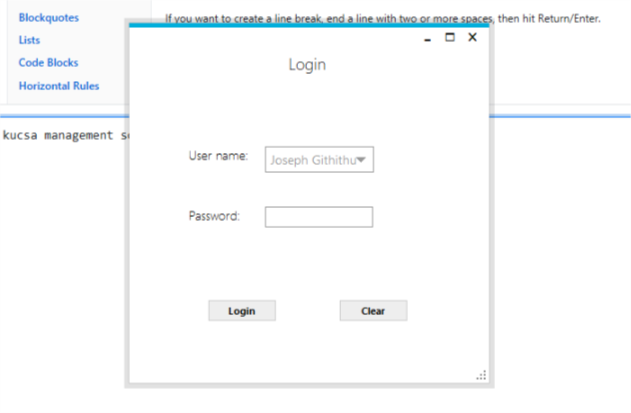 Blockquotes
Lists
Code Blocks
Horizontal Rules
If you want to create a line break, end a line with two or more spaces, then hit Return/Enter.
kucsa management
Login
User name:
Joseph Githithu
Password:
Login
Clear